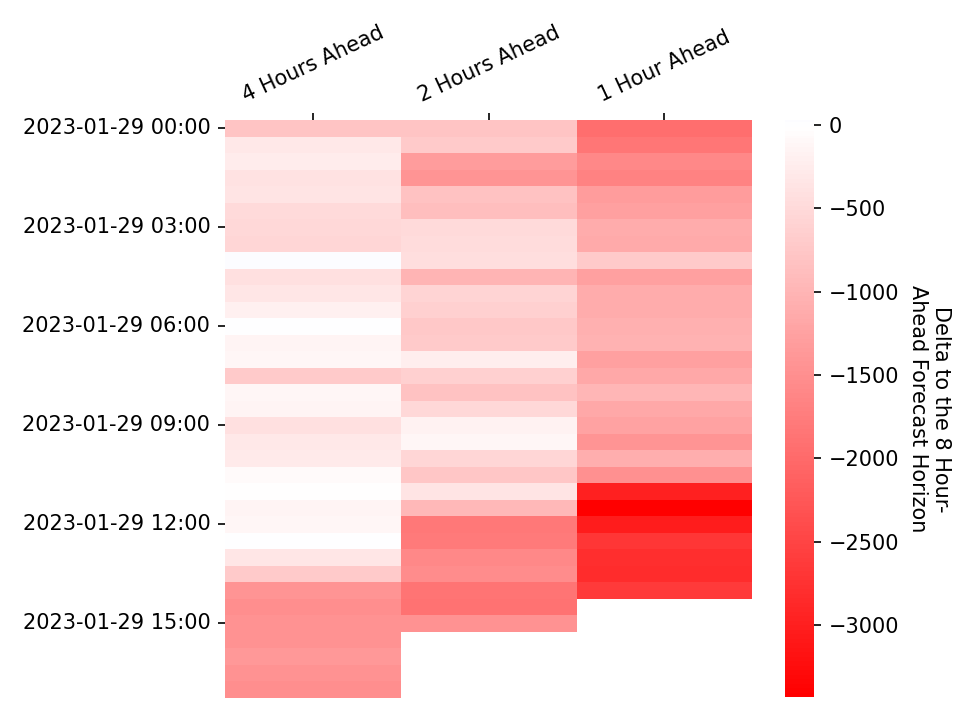 4 Hours Ahead
2 Hours Ahead
1 Hour Ahead
2023-01-29 00:00
2023-01-29 03:00
2023-01-29 06:00
2023-01-29 09:00
2023-01-29 12:00
2023-01-29 15:00
0
−500
−1000
−1500
−2000
−2500
−3000
Delta to the 8 Hour-
Ahead Forecast Horizon